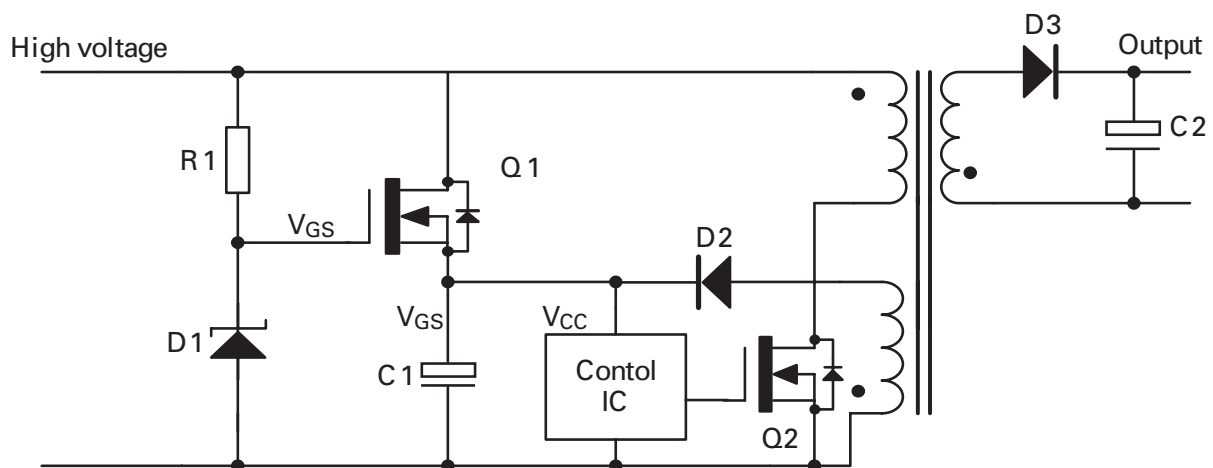 High voltage
D3
Output
R1
Q1
C2
VGS
D2
VGS
VCC
D1
C1
Contol
IC
Q2